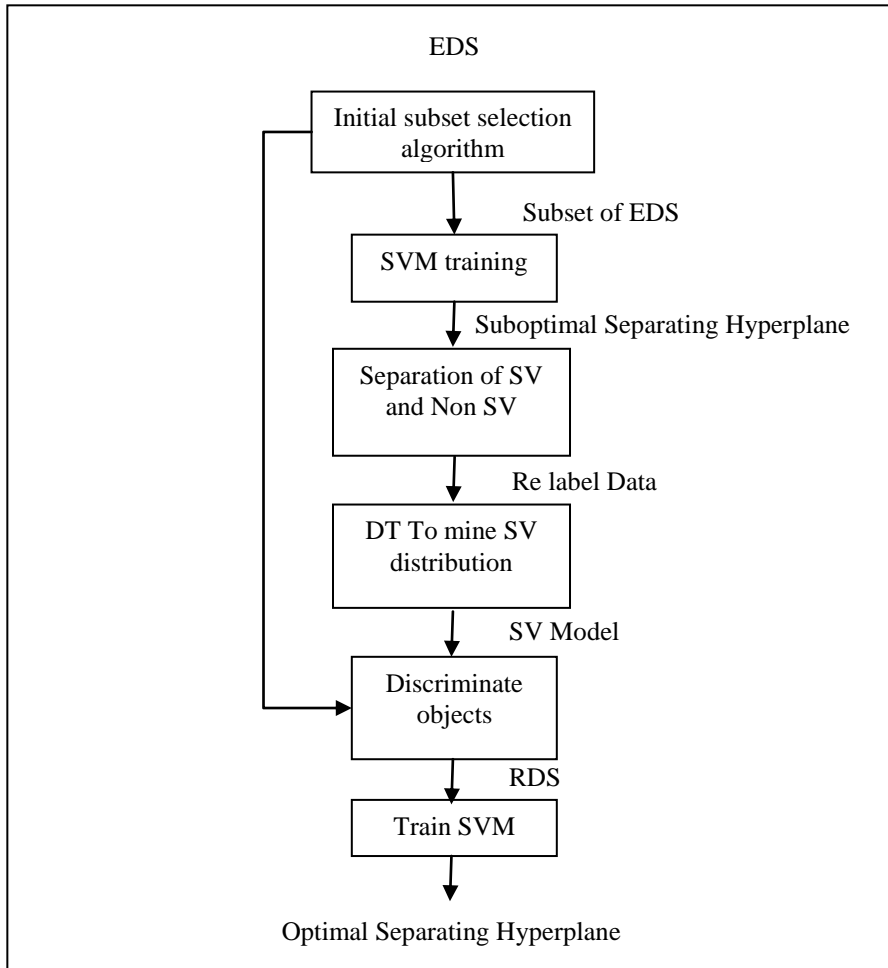 EDS
Initial subset selection
algorithm
Subset of EDS
SVM training
Suboptimal Separating Hyperplane
Separation of SV
and Non SV
Re label Data
DT To mine SV
distribution
SV Model
Discriminate
objects
RDS
Train SVM
Optimal Separating Hyperplane